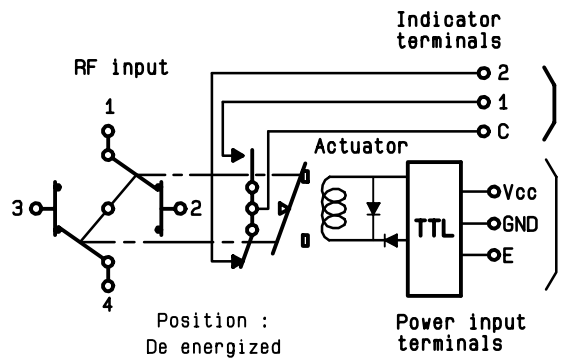 Indicator
terminals
RF input
2
1
1
C
Actuator
3
2
TTL
Vcc
GND
E
4
Position :
De energized
Power input
terminals